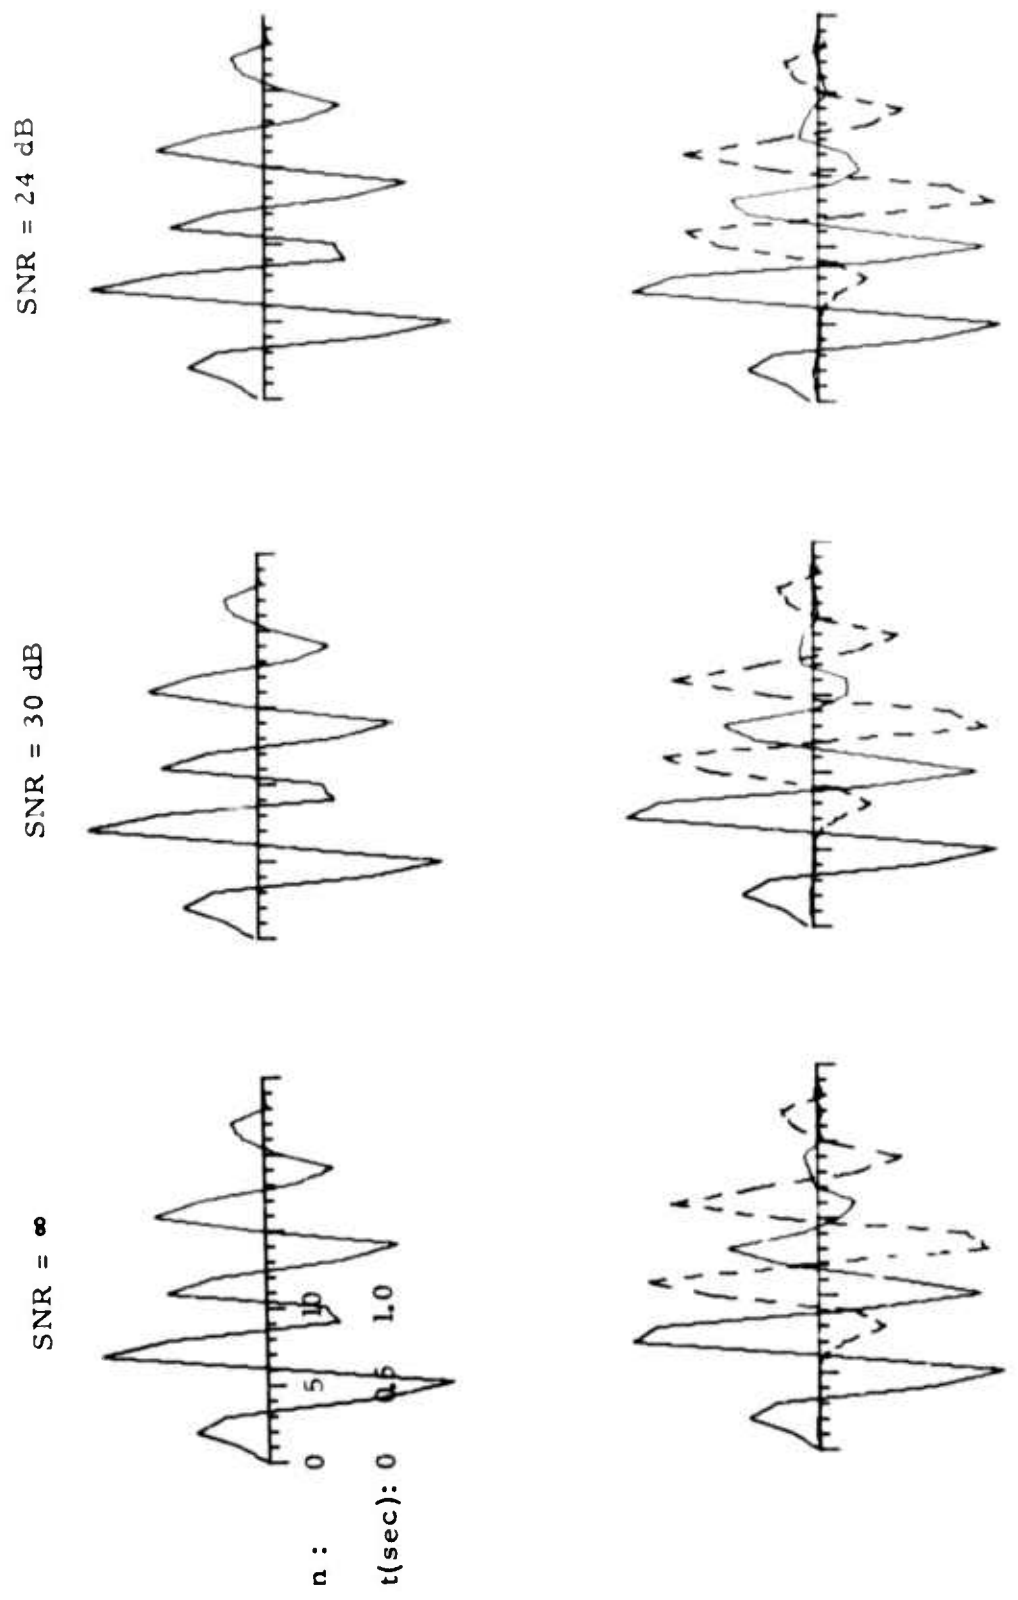 SNR = ∞
SNR = 30 dB
SNR = 24 dB
n : 0 5 10
t(sec): 0 0.5 1.0